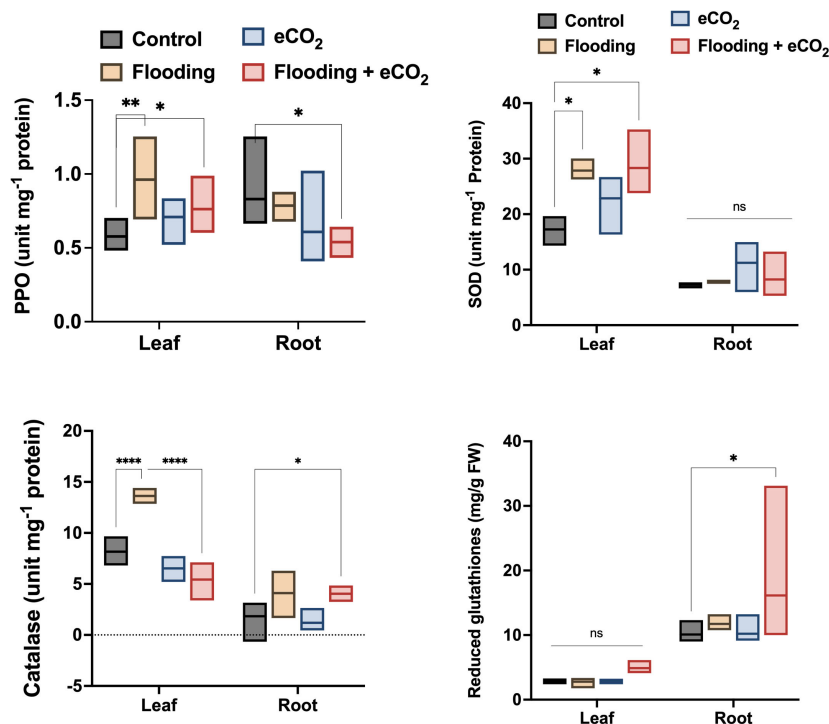 Control
eCO₂
Flooding
Flooding + eCO₂
PPO (unit mg⁻¹ protein)
1.5
1.0
0.5
0.0
**
*
*
Leaf
Root
eCO₂
Control
Flooding
Flooding + eCO₂
SOD (unit mg⁻¹ Protein)
40
30
20
10
0
*
*
ns
Leaf
Root
Catalase (unit mg⁻¹ protein)
20
15
10
5
0
-5
****
****
*
Leaf
Root
Reduced glutathiones (mg/g FW)
40
30
20
10
0
ns
*
Leaf
Root